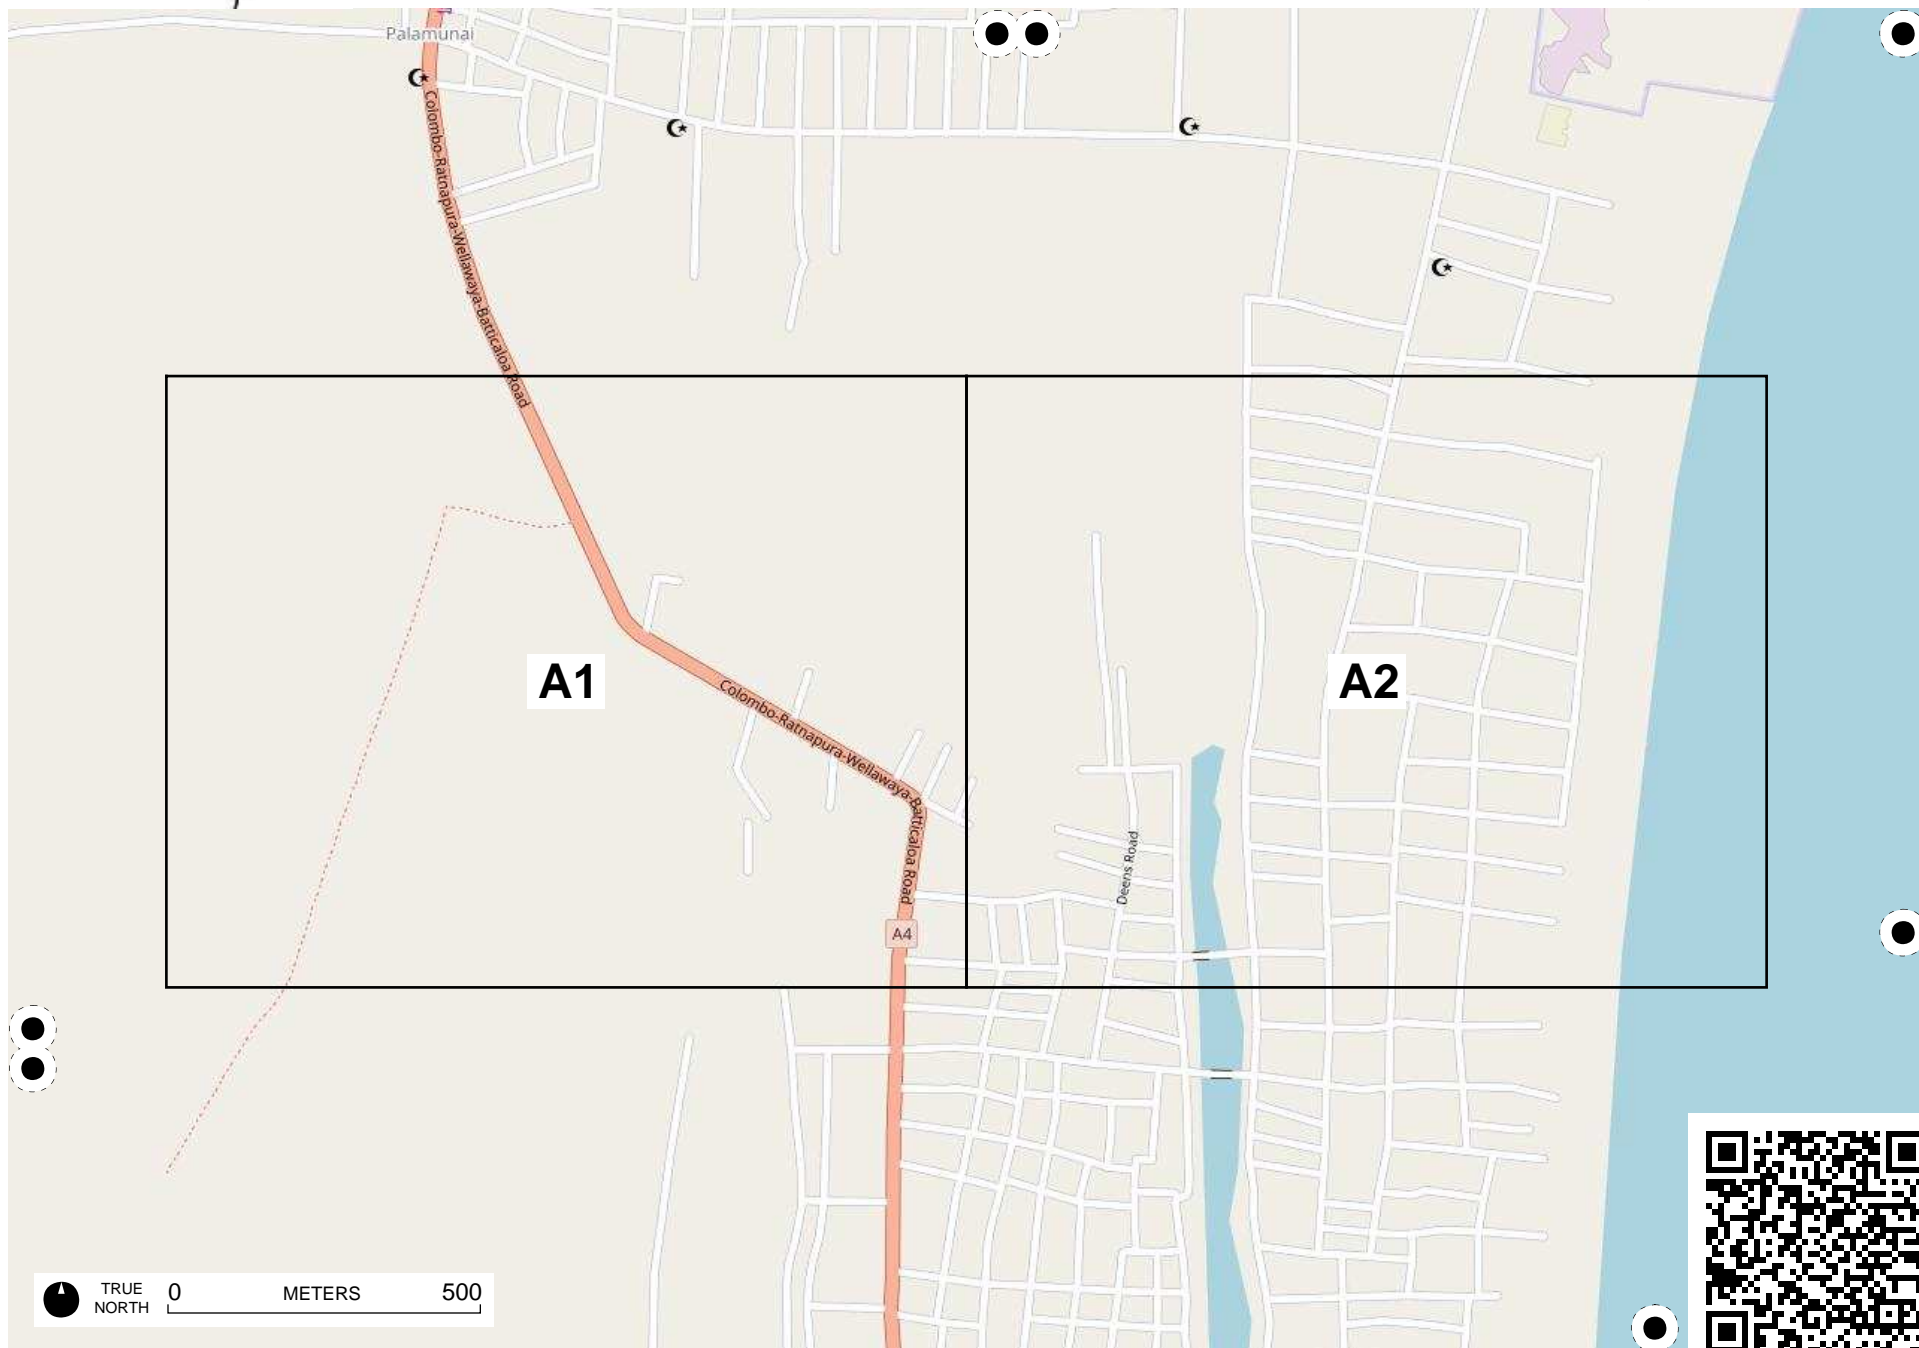 Palamunai
Colombo-Ratnapura-Wellawaya-Batticaloa Road
A1
A2
Colombo-Ratnapura-Wellawaya-Batticaloa Road
Deens Road
A4
TRUE NORTH
0 METERS 500